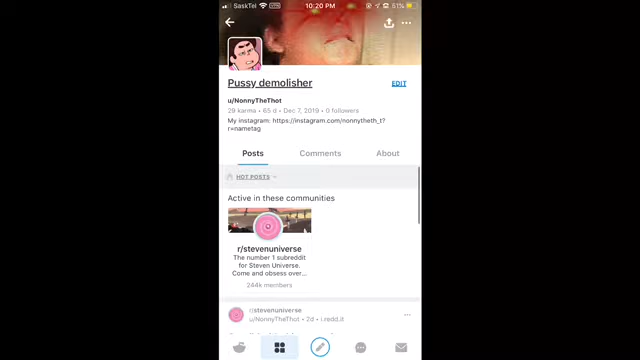 SaskTel VPN 10:20 PM 51%
Pussy demolisher EDIT
u/NonnyTheThot
29 karma • 65 d • Dec 7, 2019 • 0 followers
My instagram: https://instagram.com/nonnytheth_t?
r=nametag
Posts Comments About
HOT POSTS
Active in these communities
r/stevenuniverse
The number 1 subreddit
for Steven Universe.
Come and obsess over...
244k members
r/stevenuniverse
u/NonnyTheThot • 2d • i.redd.it